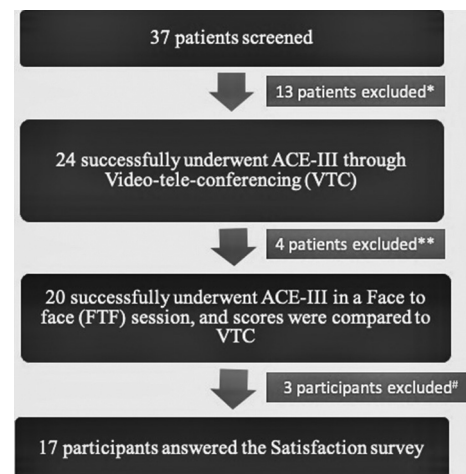 37 patients screened
13 patients excluded*
24 successfully underwent ACE-III through
Video-tele-conferencing (VTC)
4 patients excluded**
20 successfully underwent ACE-III in a Face to
face (FTF) session, and scores were compared to
VTC
3 participants excluded#
17 participants answered the Satisfaction survey